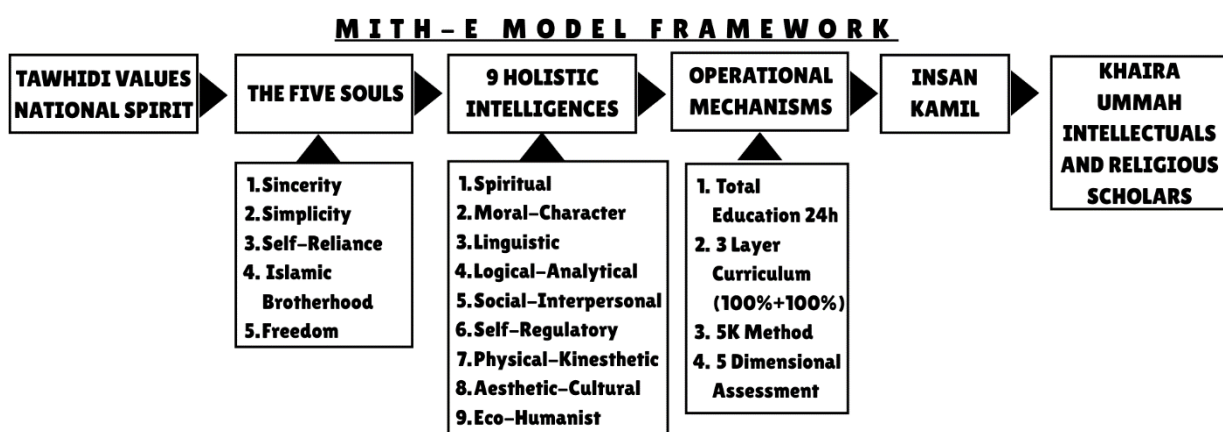 MITH-E MODEL FRAMEWORK
TAWHIDI VALUES
NATIONAL SPIRIT
THE FIVE SOULS
9 HOLISTIC
INTELLIGENCES
OPERATIONAL
MECHANISMS
INSAN
KAMIL
KHAIRA
UMMAH
INTELLECTUALS
AND RELIGIOUS
SCHOLARS
1.Sincerity
2.Simplicity
3.Self-Reliance
4. Islamic
Brotherhood
5.Freedom
1.Spiritual
2.Moral-Character
3.Linguistic
4.Logical-Analytical
5.Social-Interpersonal
6.Self-Regulatory
7.Physical-Kinesthetic
8.Aesthetic-Cultural
9.Eco-Humanist
1. Total
Education 24h
2. 3 Layer
Curriculum
(100%+100%)
3. 5K Method
4. 5 Dimensional
Assessment